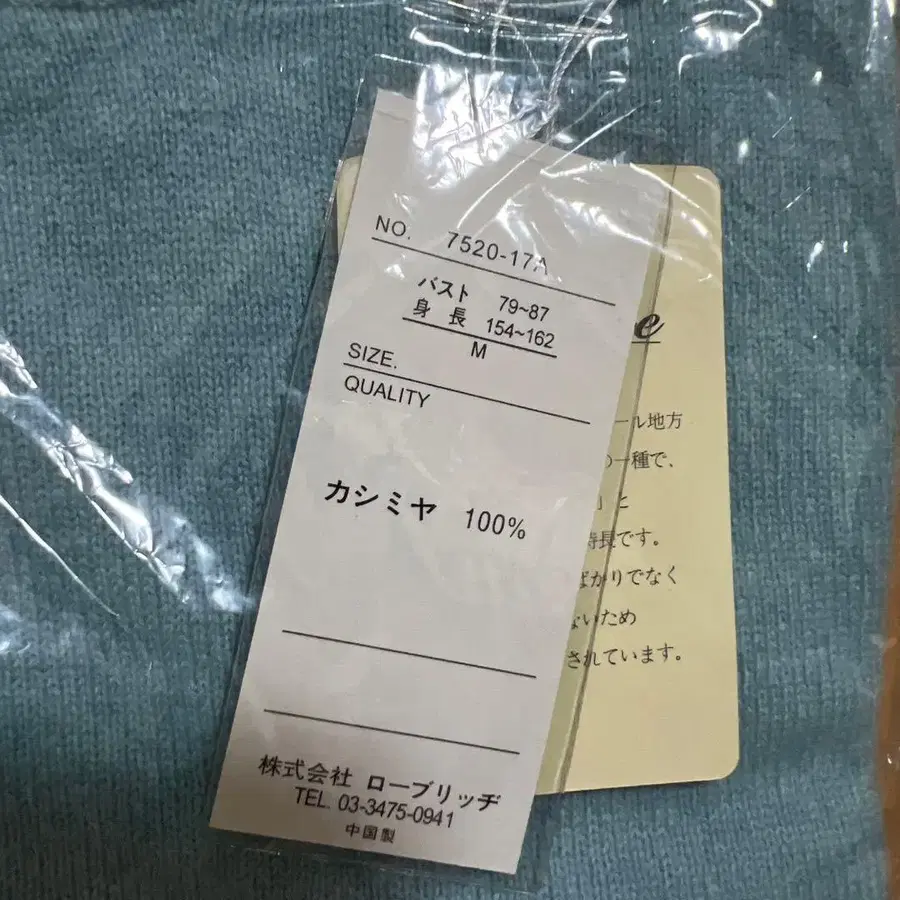 NO. 7520-17A
バスト 79~87
身長 154~162
SIZE. M
QUALITY
カシミヤ 100%
株式会社 ローブリッヂ
TEL. 03-3475-0941
中国製
e
ール地方
の一種で、
」と
特長です。
ばかりでなく
ないため
されています。